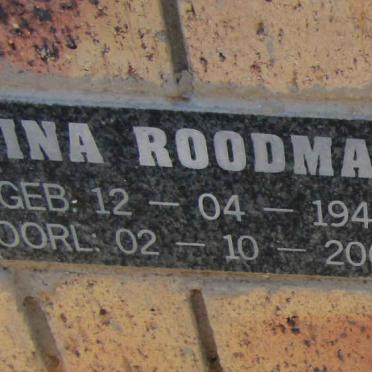 INA ROODMA
GEB: 12 — 04 — 194
OORL: 02 — 10 — 200